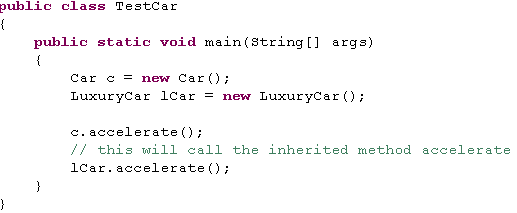 public class TestCar
{
    public static void main(String[] args)
    {
        Car c = new Car();
        LuxuryCar lCar = new LuxuryCar();

        c.accelerate();
        // this will call the inherited method accelerate
        lCar.accelerate();
    }
}